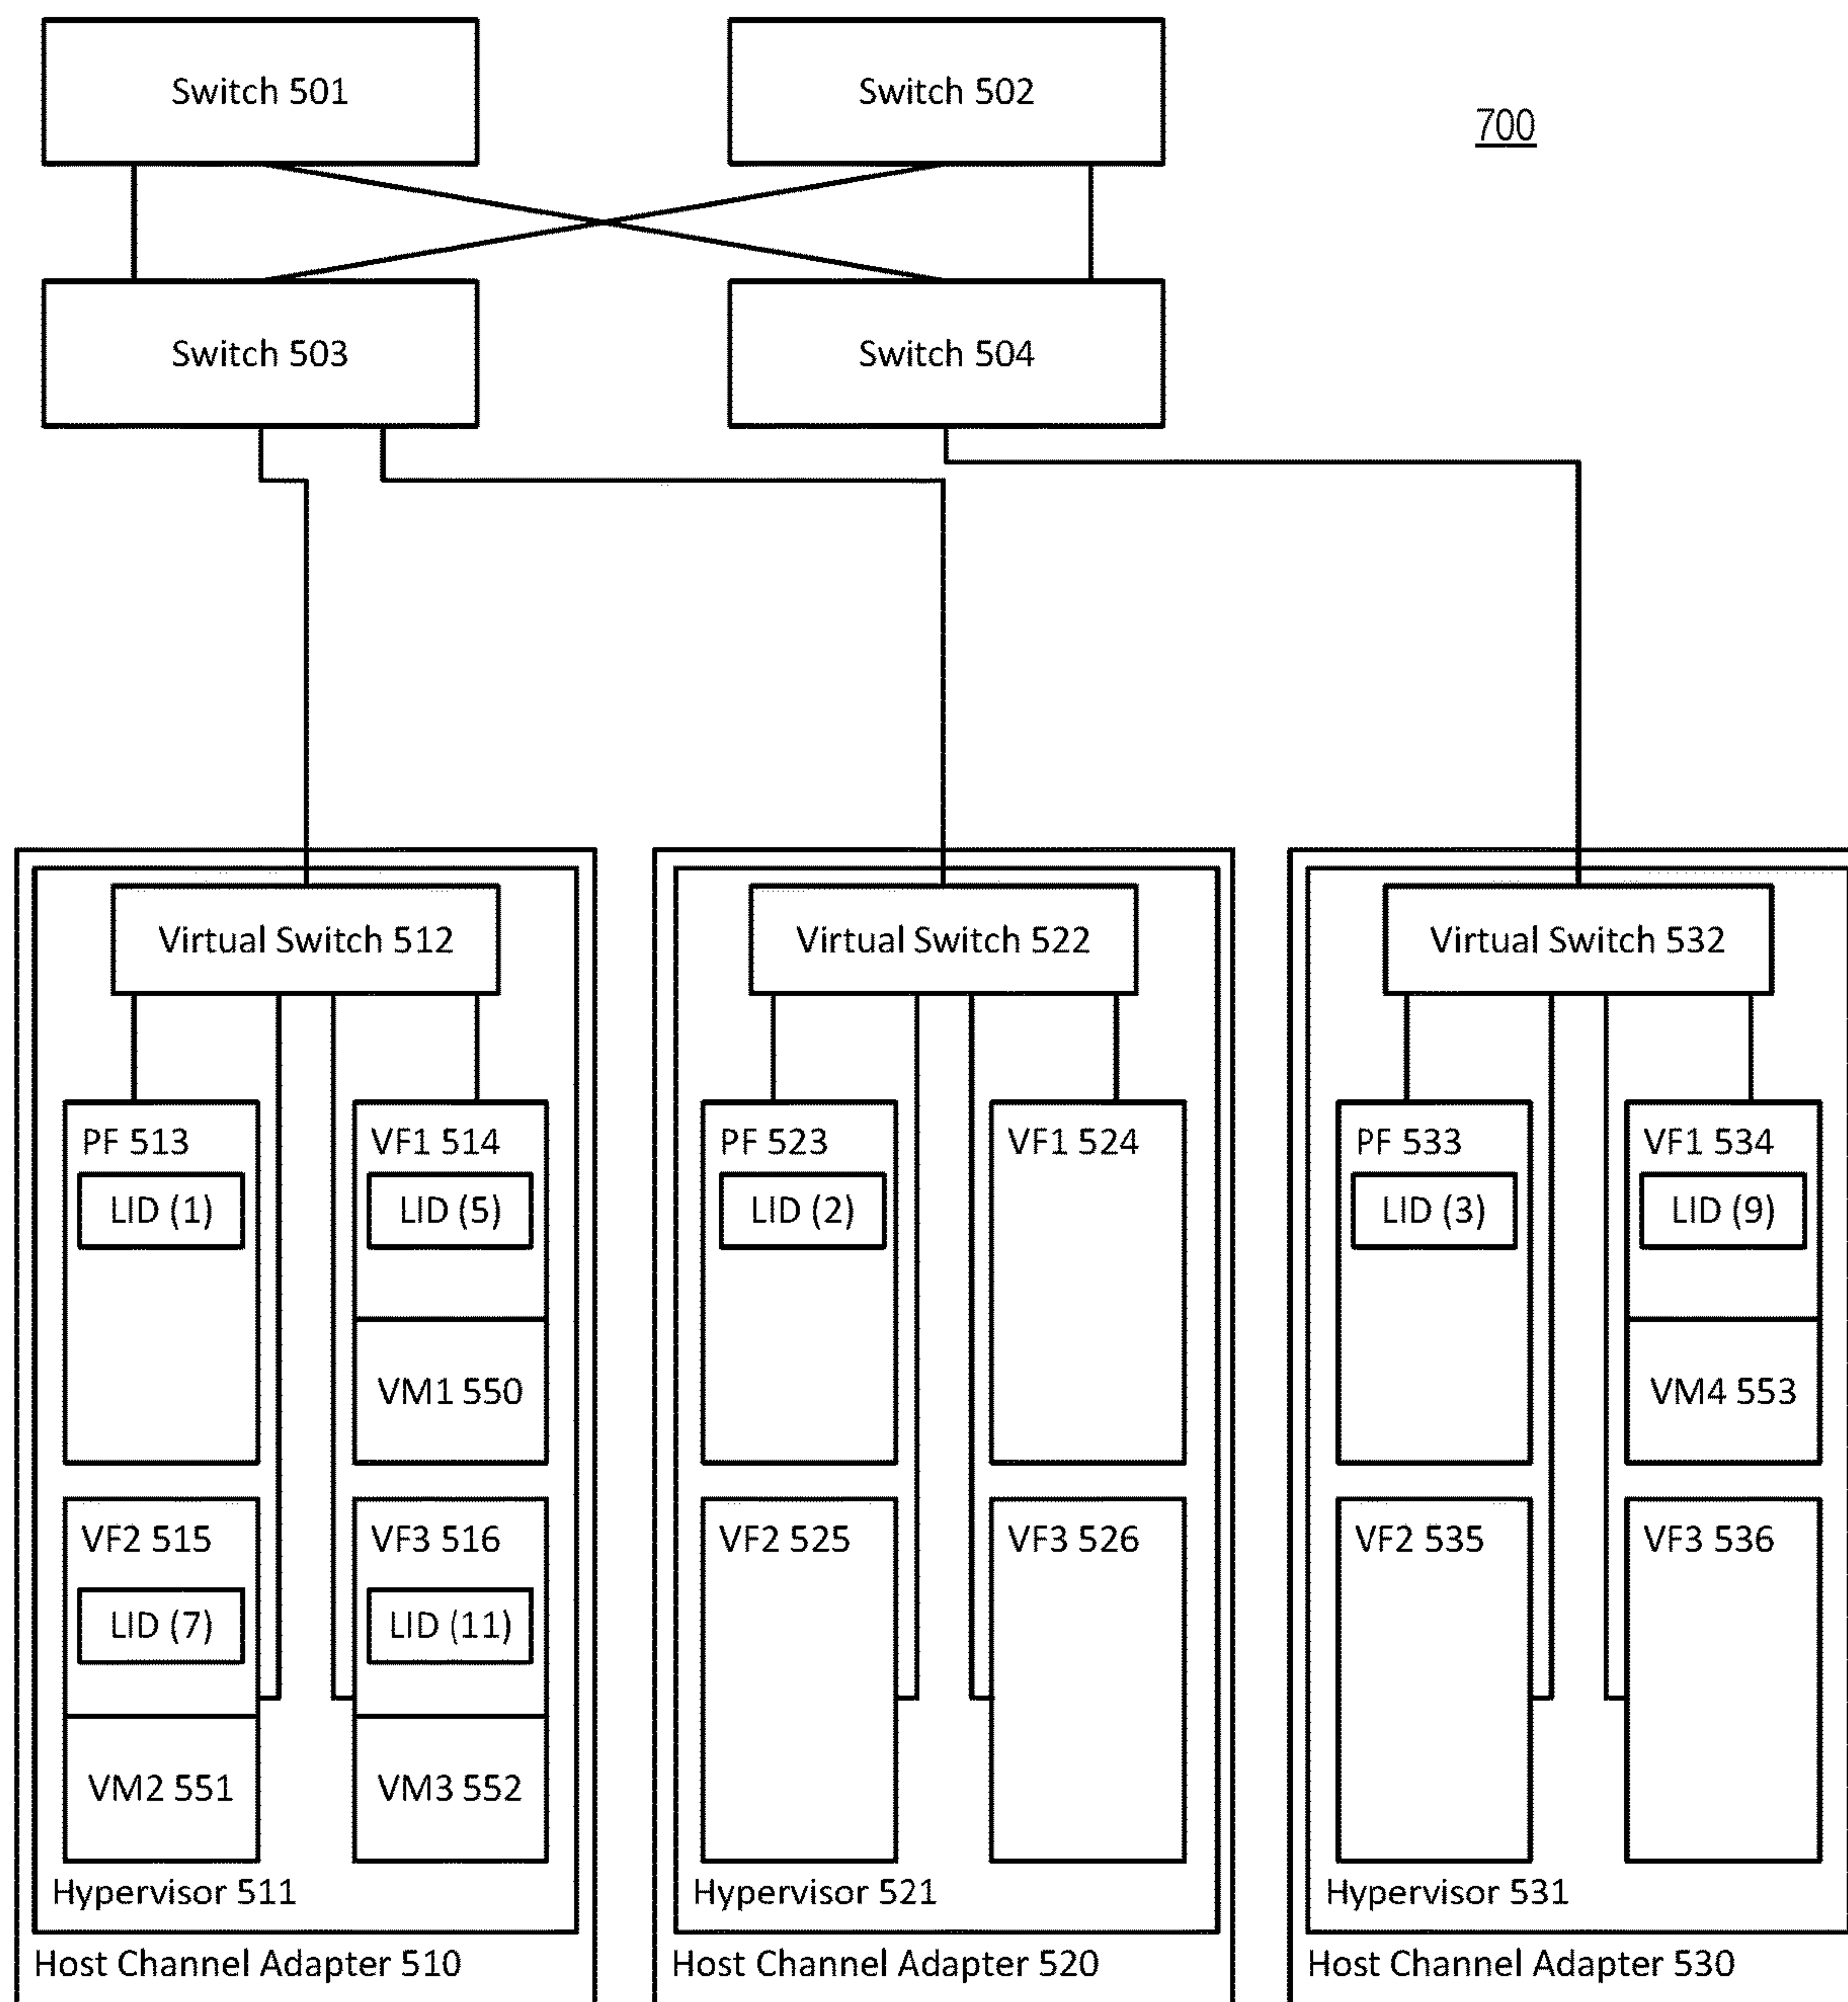 Switch 501
Switch 502
700
Switch 503
Switch 504
Virtual Switch 512
Virtual Switch 522
Virtual Switch 532
PF 513
LID (1)
VF1 514
LID (5)
VM1 550
VF2 515
LID (7)
VM2 551
VF3 516
LID (11)
VM3 552
Hypervisor 511
Host Channel Adapter 510
PF 523
LID (2)
VF1 524
VF2 525
VF3 526
Hypervisor 521
Host Channel Adapter 520
PF 533
LID (3)
VF1 534
LID (9)
VM4 553
VF2 535
VF3 536
Hypervisor 531
Host Channel Adapter 530